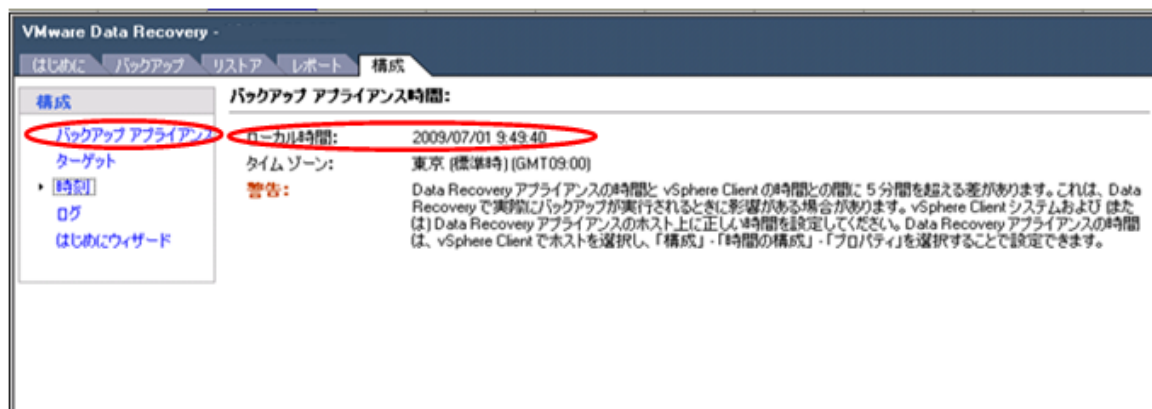 VMware Data Recovery -
はじめに バックアップ リストア レポート 構成
構成
バックアップ アプライアンス
ターゲット
時刻
ログ
はじめにウィザード
バックアップ アプライアンス時間:
ローカル時間: 2009/07/01 9:49:40
タイム ゾーン: 東京 (標準時) (GMT09:00)
警告: Data Recovery アプライアンスの時間と vSphere Client の時間との間に 5 分間を超える差があります。これは、Data
Recovery で実際にバックアップが実行されるときに影響がある場合があります。vSphere Client システムおよび (また
は) Data Recovery アプライアンスのホスト上に正しい時間を設定してください。Data Recovery アプライアンスの時間
は、vSphere Client でホストを選択し、「構成」-「時間の構成」-「プロパティ」を選択することで設定できます。